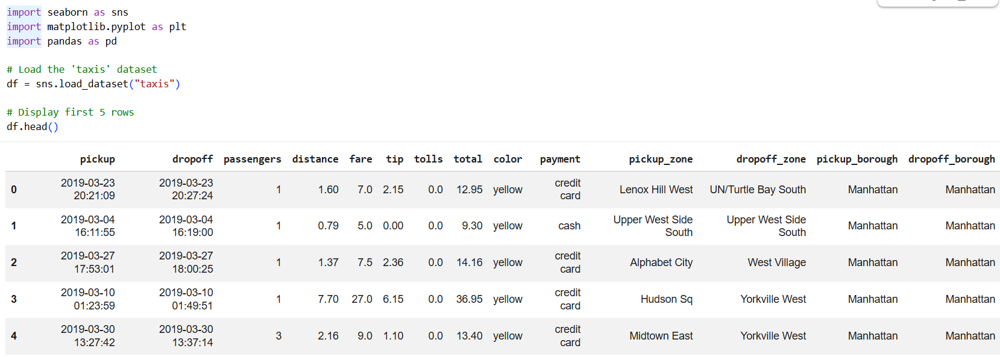 import seaborn as sns
import matplotlib.pyplot as plt
import pandas as pd
# Load the 'taxis' dataset
df = sns.load_dataset("taxis")
# Display first 5 rows
df.head()
pickup dropoff passengers distance fare tip tolls total color payment pickup_zone dropoff_zone pickup_borough dropoff_borough
0 2019-03-23 20:21:09 2019-03-23 20:27:24 1 1.60 7.0 2.15 0.0 12.95 yellow credit card Lenox Hill West UN/Turtle Bay South Manhattan Manhattan
1 2019-03-04 16:11:55 2019-03-04 16:19:00 1 0.79 5.0 0.00 0.0 9.30 yellow cash Upper West Side South Upper West Side South Manhattan Manhattan
2 2019-03-27 17:53:01 2019-03-27 18:00:25 1 1.37 7.5 2.36 0.0 14.16 yellow credit card Alphabet City West Village Manhattan Manhattan
3 2019-03-10 01:23:59 2019-03-10 01:49:51 1 7.70 27.0 6.15 0.0 36.95 yellow credit card Hudson Sq Yorkville West Manhattan Manhattan
4 2019-03-30 13:27:42 2019-03-30 13:37:14 3 2.16 9.0 1.10 0.0 13.40 yellow credit card Midtown East Yorkville West Manhattan Manhattan